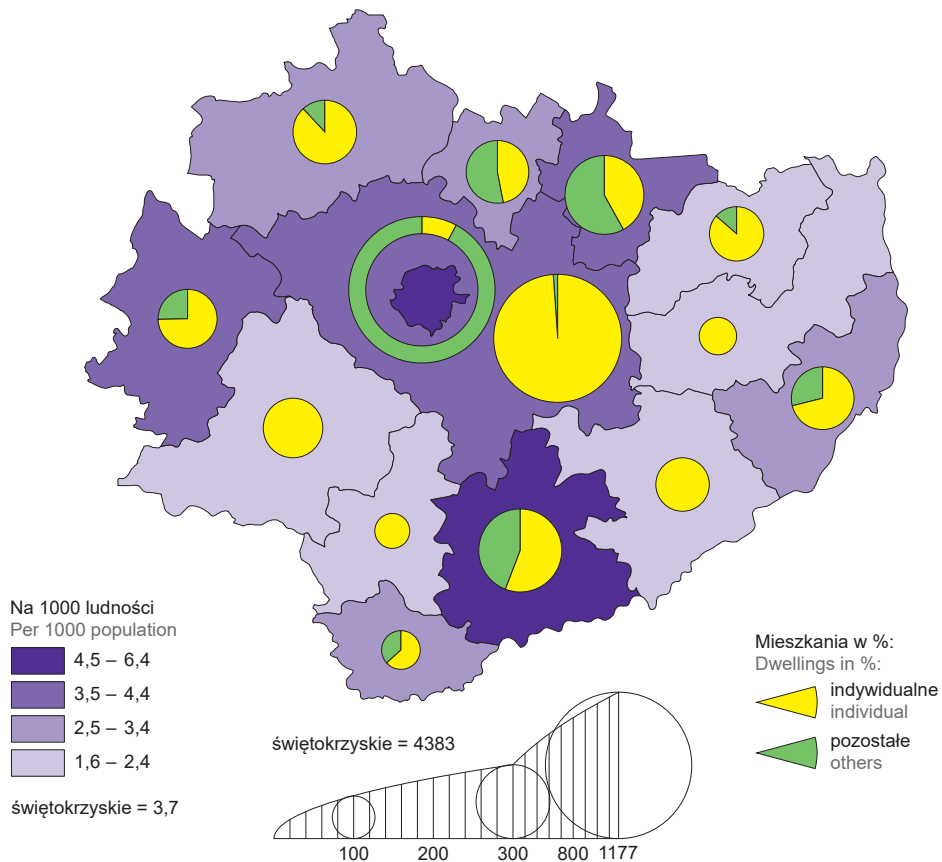 Na 1000 ludności
Per 1000 population
4,5 – 6,4
3,5 – 4,4
2,5 – 3,4
1,6 – 2,4
świętokrzyskie = 3,7
świętokrzyskie = 4383
100
200
300
800
1177
Mieszkania w %:
Dwellings in %:
indywidualne
individual
pozostałe
others